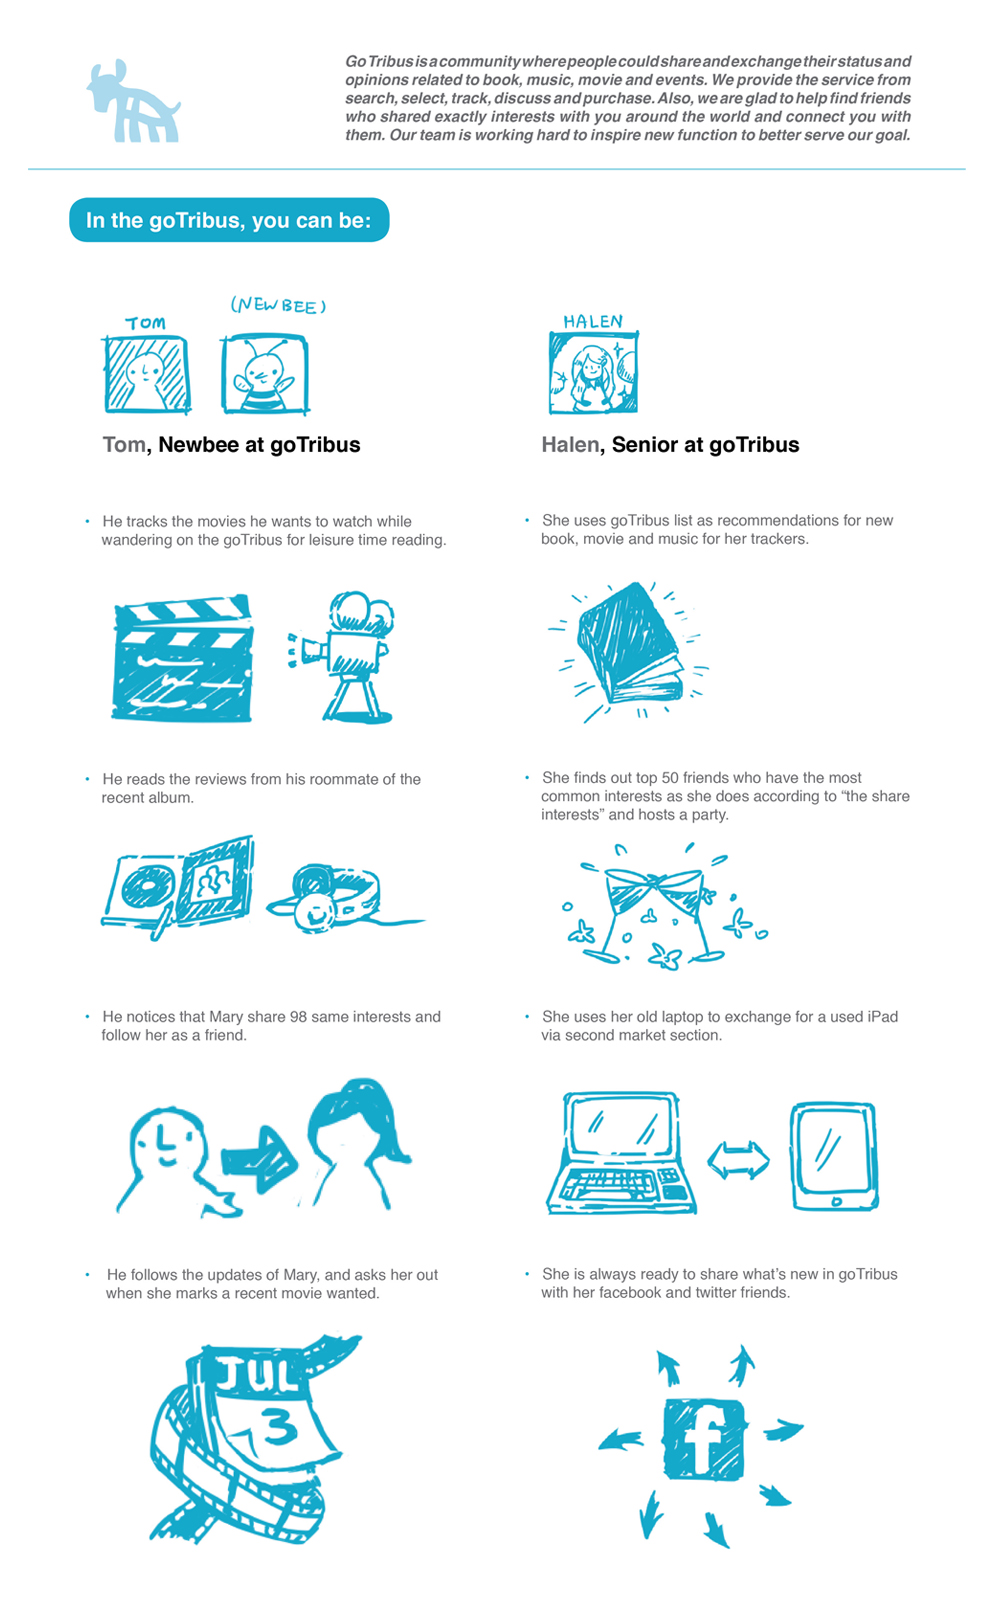 Go Tribus is a community where people could share and exchange their status and
opinions related to book, music, movie and events. We provide the service from
search, select, track, discuss and purchase. Also, we are glad to help find friends
who shared exactly interests with you around the world and connect you with
them. Our team is working hard to inspire new function to better serve our goal.
In the goTribus, you can be:
TOM
(NEWBEE)
Tom, Newbee at goTribus
• He tracks the movies he wants to watch while
wandering on the goTribus for leisure time reading.
• He reads the reviews from his roommate of the
recent album.
• He notices that Mary share 98 same interests and
follow her as a friend.
• He follows the updates of Mary, and asks her out
when she marks a recent movie wanted.
JUL
3
HALEN
Halen, Senior at goTribus
• She uses goTribus list as recommendations for new
book, movie and music for her trackers.
• She finds out top 50 friends who have the most
common interests as she does according to “the share
interests” and hosts a party.
• She uses her old laptop to exchange for a used iPad
via second market section.
• She is always ready to share what’s new in goTribus
with her facebook and twitter friends.
f